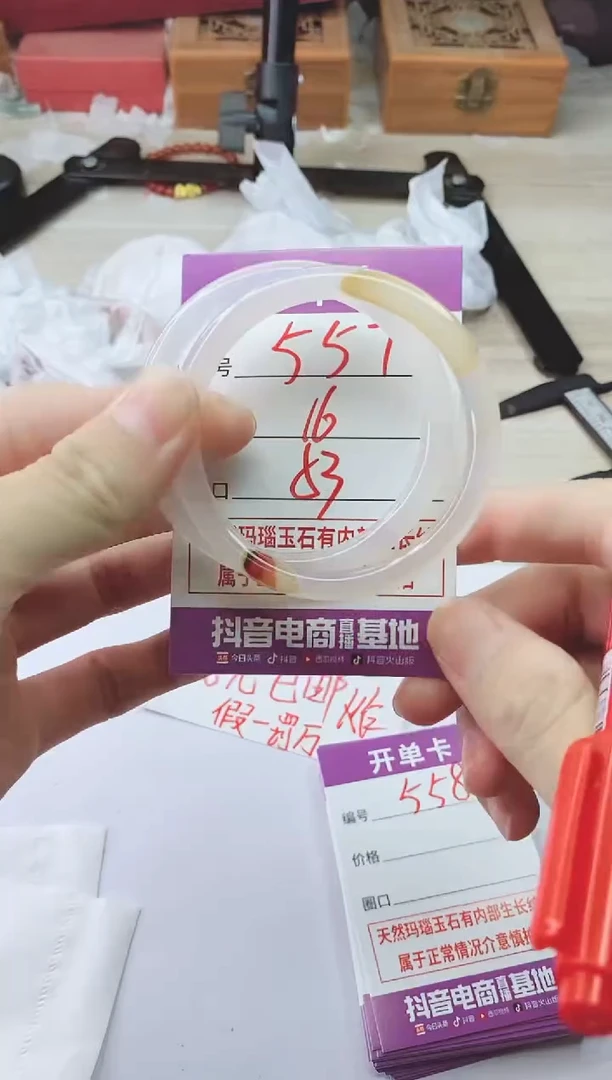 号 557
16
口 53
玛瑙玉石有内
属于
抖音电商直播基地
今日头条 抖音 西瓜视频 抖音火山版
元包邮
假一罚万
开单卡
编号 558
价格
圈口
天然玛瑙玉石有内部生长
属于正常情况介意慎
抖音电商直播基地
今日头条 抖音 西瓜视频 抖音火山版